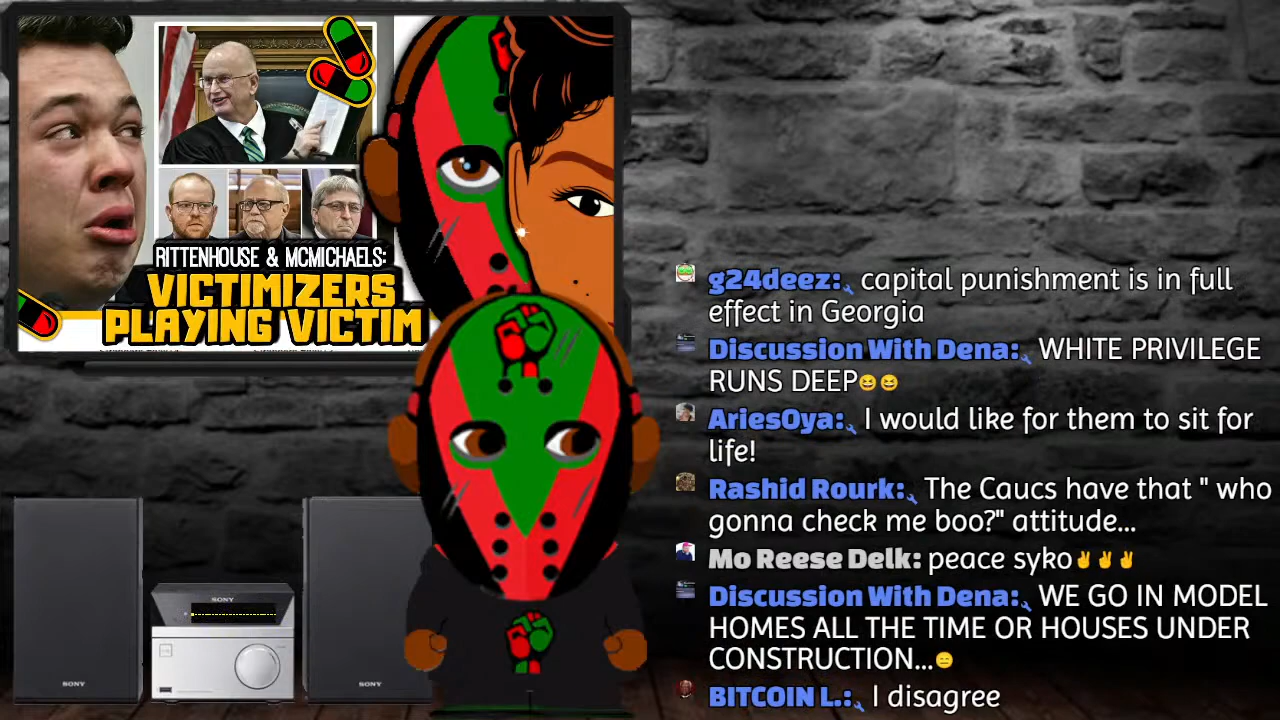 RITTENHOUSE & MCMICHAELS:
VICTIMIZERS
PLAYING VICTIM
SONY
SONY
SONY
g24deez: capital punishment is in full
effect in Georgia
Discussion With Dena: WHITE PRIVILEGE
RUNS DEEP😆😆
AriesOya: I would like for them to sit for
life!
Rashid Rourk: The Caucs have that " who
gonna check me boo?" attitude...
Mo Reese Delk: peace syko✌✌✌
Discussion With Dena: WE GO IN MODEL
HOMES ALL THE TIME OR HOUSES UNDER
CONSTRUCTION...😑
BITCOIN L.: I disagree